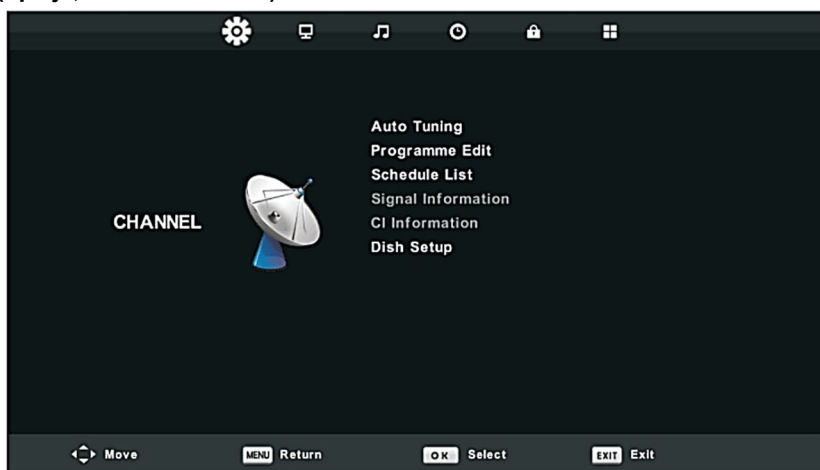 Auto Tuning
Programme Edit
Schedule List
Signal Information
CHANNEL
CI Information
Dish Setup
Move MENU Return OK Select EXIT Exit